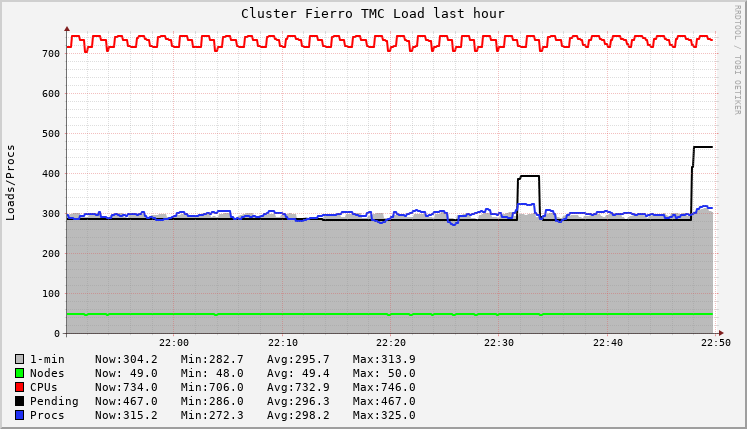 Cluster Fierro TMC Load last hour
RRDTOOL / TOBI OETIKER
Loads/Procs
700
600
500
400
300
200
100
0
22:00 22:10 22:20 22:30 22:40 22:50
1-min Now:304.2 Min:282.7 Avg:295.7 Max:313.9
Nodes Now: 49.0 Min: 48.0 Avg: 49.4 Max: 50.0
CPUs Now:734.0 Min:706.0 Avg:732.9 Max:746.0
Pending Now:467.0 Min:286.0 Avg:296.3 Max:467.0
Procs Now:315.2 Min:272.3 Avg:298.2 Max:325.0